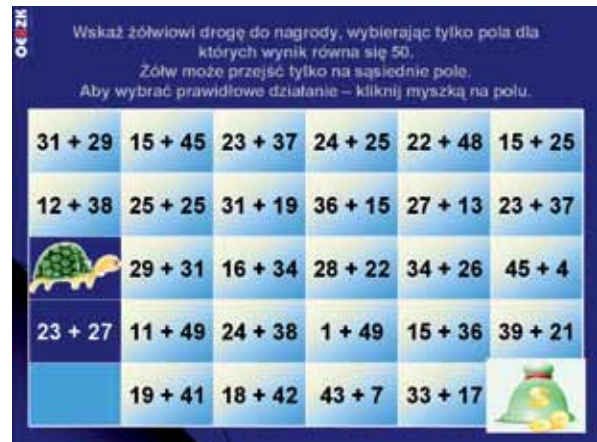 OEIIZK
Wskaż żółwiowi drogę do nagrody, wybierając tylko pola dla
których wynik równa się 50.
Żółw może przejść tylko na sąsiednie pole.
Aby wybrać prawidłowe działanie – kliknij myszką na polu.
31 + 29 15 + 45 23 + 37 24 + 25 22 + 48 15 + 25
12 + 38 25 + 25 31 + 19 36 + 15 27 + 13 23 + 37
29 + 31 16 + 34 28 + 22 34 + 26 45 + 4
23 + 27 11 + 49 24 + 38 1 + 49 15 + 36 39 + 21
19 + 41 18 + 42 43 + 7 33 + 17
$